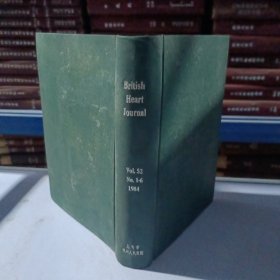 British
Heart
Journal
Vol. 52
No. 1-6
1984